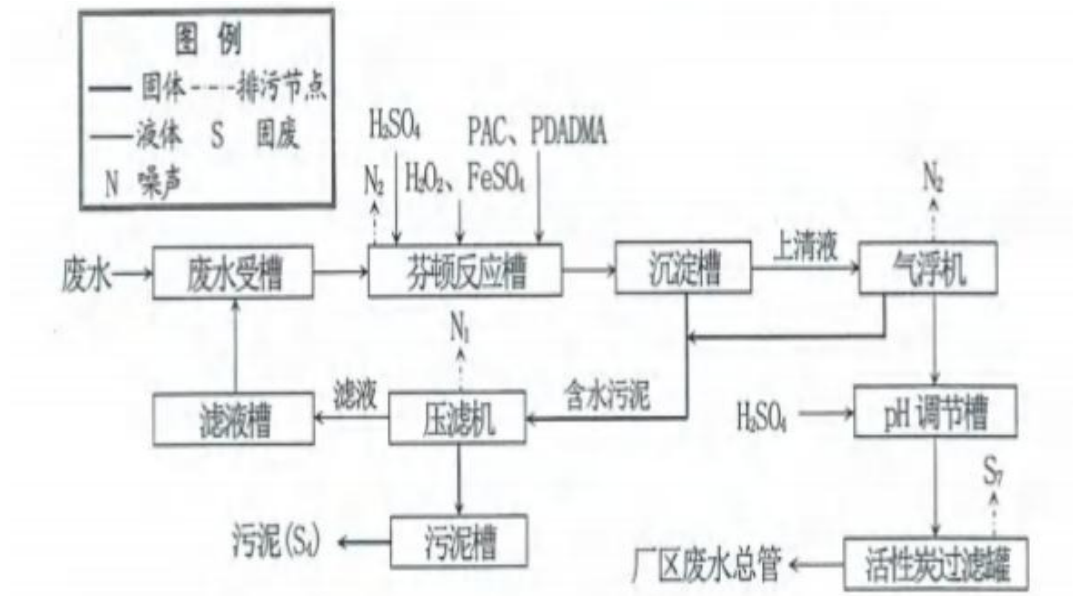 图 例
固体 排污节点
液体 S 固废
N 噪声
H₂SO₄
PAC、PDADMA
N₂
H₂O₂、FeSO₄
N₂
废水
废水受槽
芬顿反应槽
沉淀槽
上清液
气浮机
N₁
滤液槽
滤液
压滤机
含水污泥
H₂SO₄
pH调节槽
S₇
污泥(S₄)
污泥槽
厂区废水总管
活性炭过滤罐